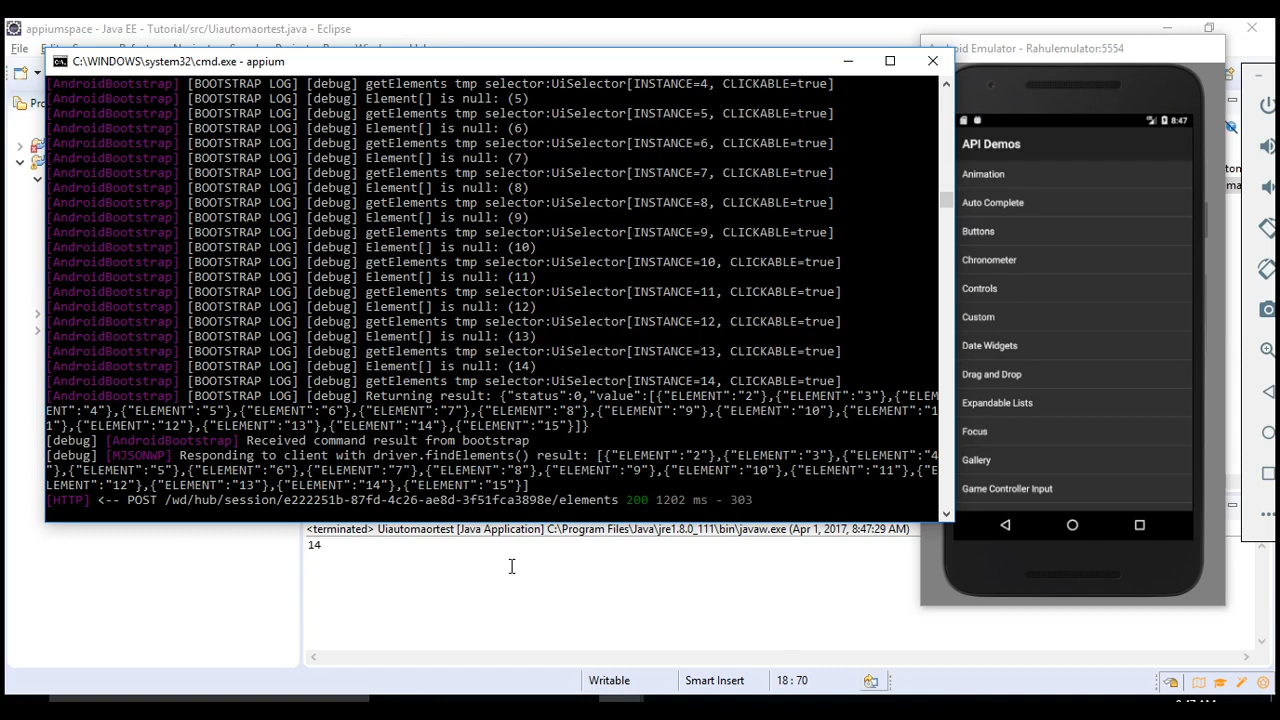 appiumspace - Java EE - Tutorial/src/Uiautomaortest.java - Eclipse
File
Android Emulator - Rahulemulator:5554
C:\WINDOWS\system32\cmd.exe - appium
[AndroidBootstrap] [BOOTSTRAP LOG] [debug] getElements tmp selector:UiSelector[INSTANCE=4, CLICKABLE=true]
[AndroidBootstrap] [BOOTSTRAP LOG] [debug] Element[] is null: (5)
[AndroidBootstrap] [BOOTSTRAP LOG] [debug] getElements tmp selector:UiSelector[INSTANCE=5, CLICKABLE=true]
[AndroidBootstrap] [BOOTSTRAP LOG] [debug] Element[] is null: (6)
[AndroidBootstrap] [BOOTSTRAP LOG] [debug] getElements tmp selector:UiSelector[INSTANCE=6, CLICKABLE=true]
[AndroidBootstrap] [BOOTSTRAP LOG] [debug] Element[] is null: (7)
[AndroidBootstrap] [BOOTSTRAP LOG] [debug] getElements tmp selector:UiSelector[INSTANCE=7, CLICKABLE=true]
[AndroidBootstrap] [BOOTSTRAP LOG] [debug] Element[] is null: (8)
[AndroidBootstrap] [BOOTSTRAP LOG] [debug] getElements tmp selector:UiSelector[INSTANCE=8, CLICKABLE=true]
[AndroidBootstrap] [BOOTSTRAP LOG] [debug] Element[] is null: (9)
[AndroidBootstrap] [BOOTSTRAP LOG] [debug] getElements tmp selector:UiSelector[INSTANCE=9, CLICKABLE=true]
[AndroidBootstrap] [BOOTSTRAP LOG] [debug] Element[] is null: (10)
[AndroidBootstrap] [BOOTSTRAP LOG] [debug] getElements tmp selector:UiSelector[INSTANCE=10, CLICKABLE=true]
[AndroidBootstrap] [BOOTSTRAP LOG] [debug] Element[] is null: (11)
[AndroidBootstrap] [BOOTSTRAP LOG] [debug] getElements tmp selector:UiSelector[INSTANCE=11, CLICKABLE=true]
[AndroidBootstrap] [BOOTSTRAP LOG] [debug] Element[] is null: (12)
[AndroidBootstrap] [BOOTSTRAP LOG] [debug] getElements tmp selector:UiSelector[INSTANCE=12, CLICKABLE=true]
[AndroidBootstrap] [BOOTSTRAP LOG] [debug] Element[] is null: (13)
[AndroidBootstrap] [BOOTSTRAP LOG] [debug] getElements tmp selector:UiSelector[INSTANCE=13, CLICKABLE=true]
[AndroidBootstrap] [BOOTSTRAP LOG] [debug] Element[] is null: (14)
[AndroidBootstrap] [BOOTSTRAP LOG] [debug] getElements tmp selector:UiSelector[INSTANCE=14, CLICKABLE=true]
[AndroidBootstrap] [BOOTSTRAP LOG] [debug] Returning result: {"status":0,"value":[{"ELEMENT":"2"},{"ELEMENT":"3"},{"ELEM
ENT":"4"},{"ELEMENT":"5"},{"ELEMENT":"6"},{"ELEMENT":"7"},{"ELEMENT":"8"},{"ELEMENT":"9"},{"ELEMENT":"10"},{"ELEMENT":"1
1"},{"ELEMENT":"12"},{"ELEMENT":"13"},{"ELEMENT":"14"},{"ELEMENT":"15"}]}
[debug] [AndroidBootstrap] Received command result from bootstrap
[debug] [MJSONWP] Responding to client with driver.findElements() result: [{"ELEMENT":"2"},{"ELEMENT":"3"},{"ELEMENT":"4
"},{"ELEMENT":"5"},{"ELEMENT":"6"},{"ELEMENT":"7"},{"ELEMENT":"8"},{"ELEMENT":"9"},{"ELEMENT":"10"},{"ELEMENT":"11"},{"E
LEMENT":"12"},{"ELEMENT":"13"},{"ELEMENT":"14"},{"ELEMENT":"15"}]
[HTTP] <-- POST /wd/hub/session/e222251b-87fd-4c26-ae8d-3f51fca3898e/elements 200 1202 ms - 303
8:47
API Demos
Animation
Auto Complete
Buttons
Chronometer
Controls
Custom
Date Widgets
Drag and Drop
Expandable Lists
Focus
Gallery
Game Controller Input
<terminated> Uiautomaortest [Java Application] C:\Program Files\Java\jre1.8.0_111\bin\javaw.exe (Apr 1, 2017, 8:47:29 AM)
14
Writable
Smart Insert
18 : 70